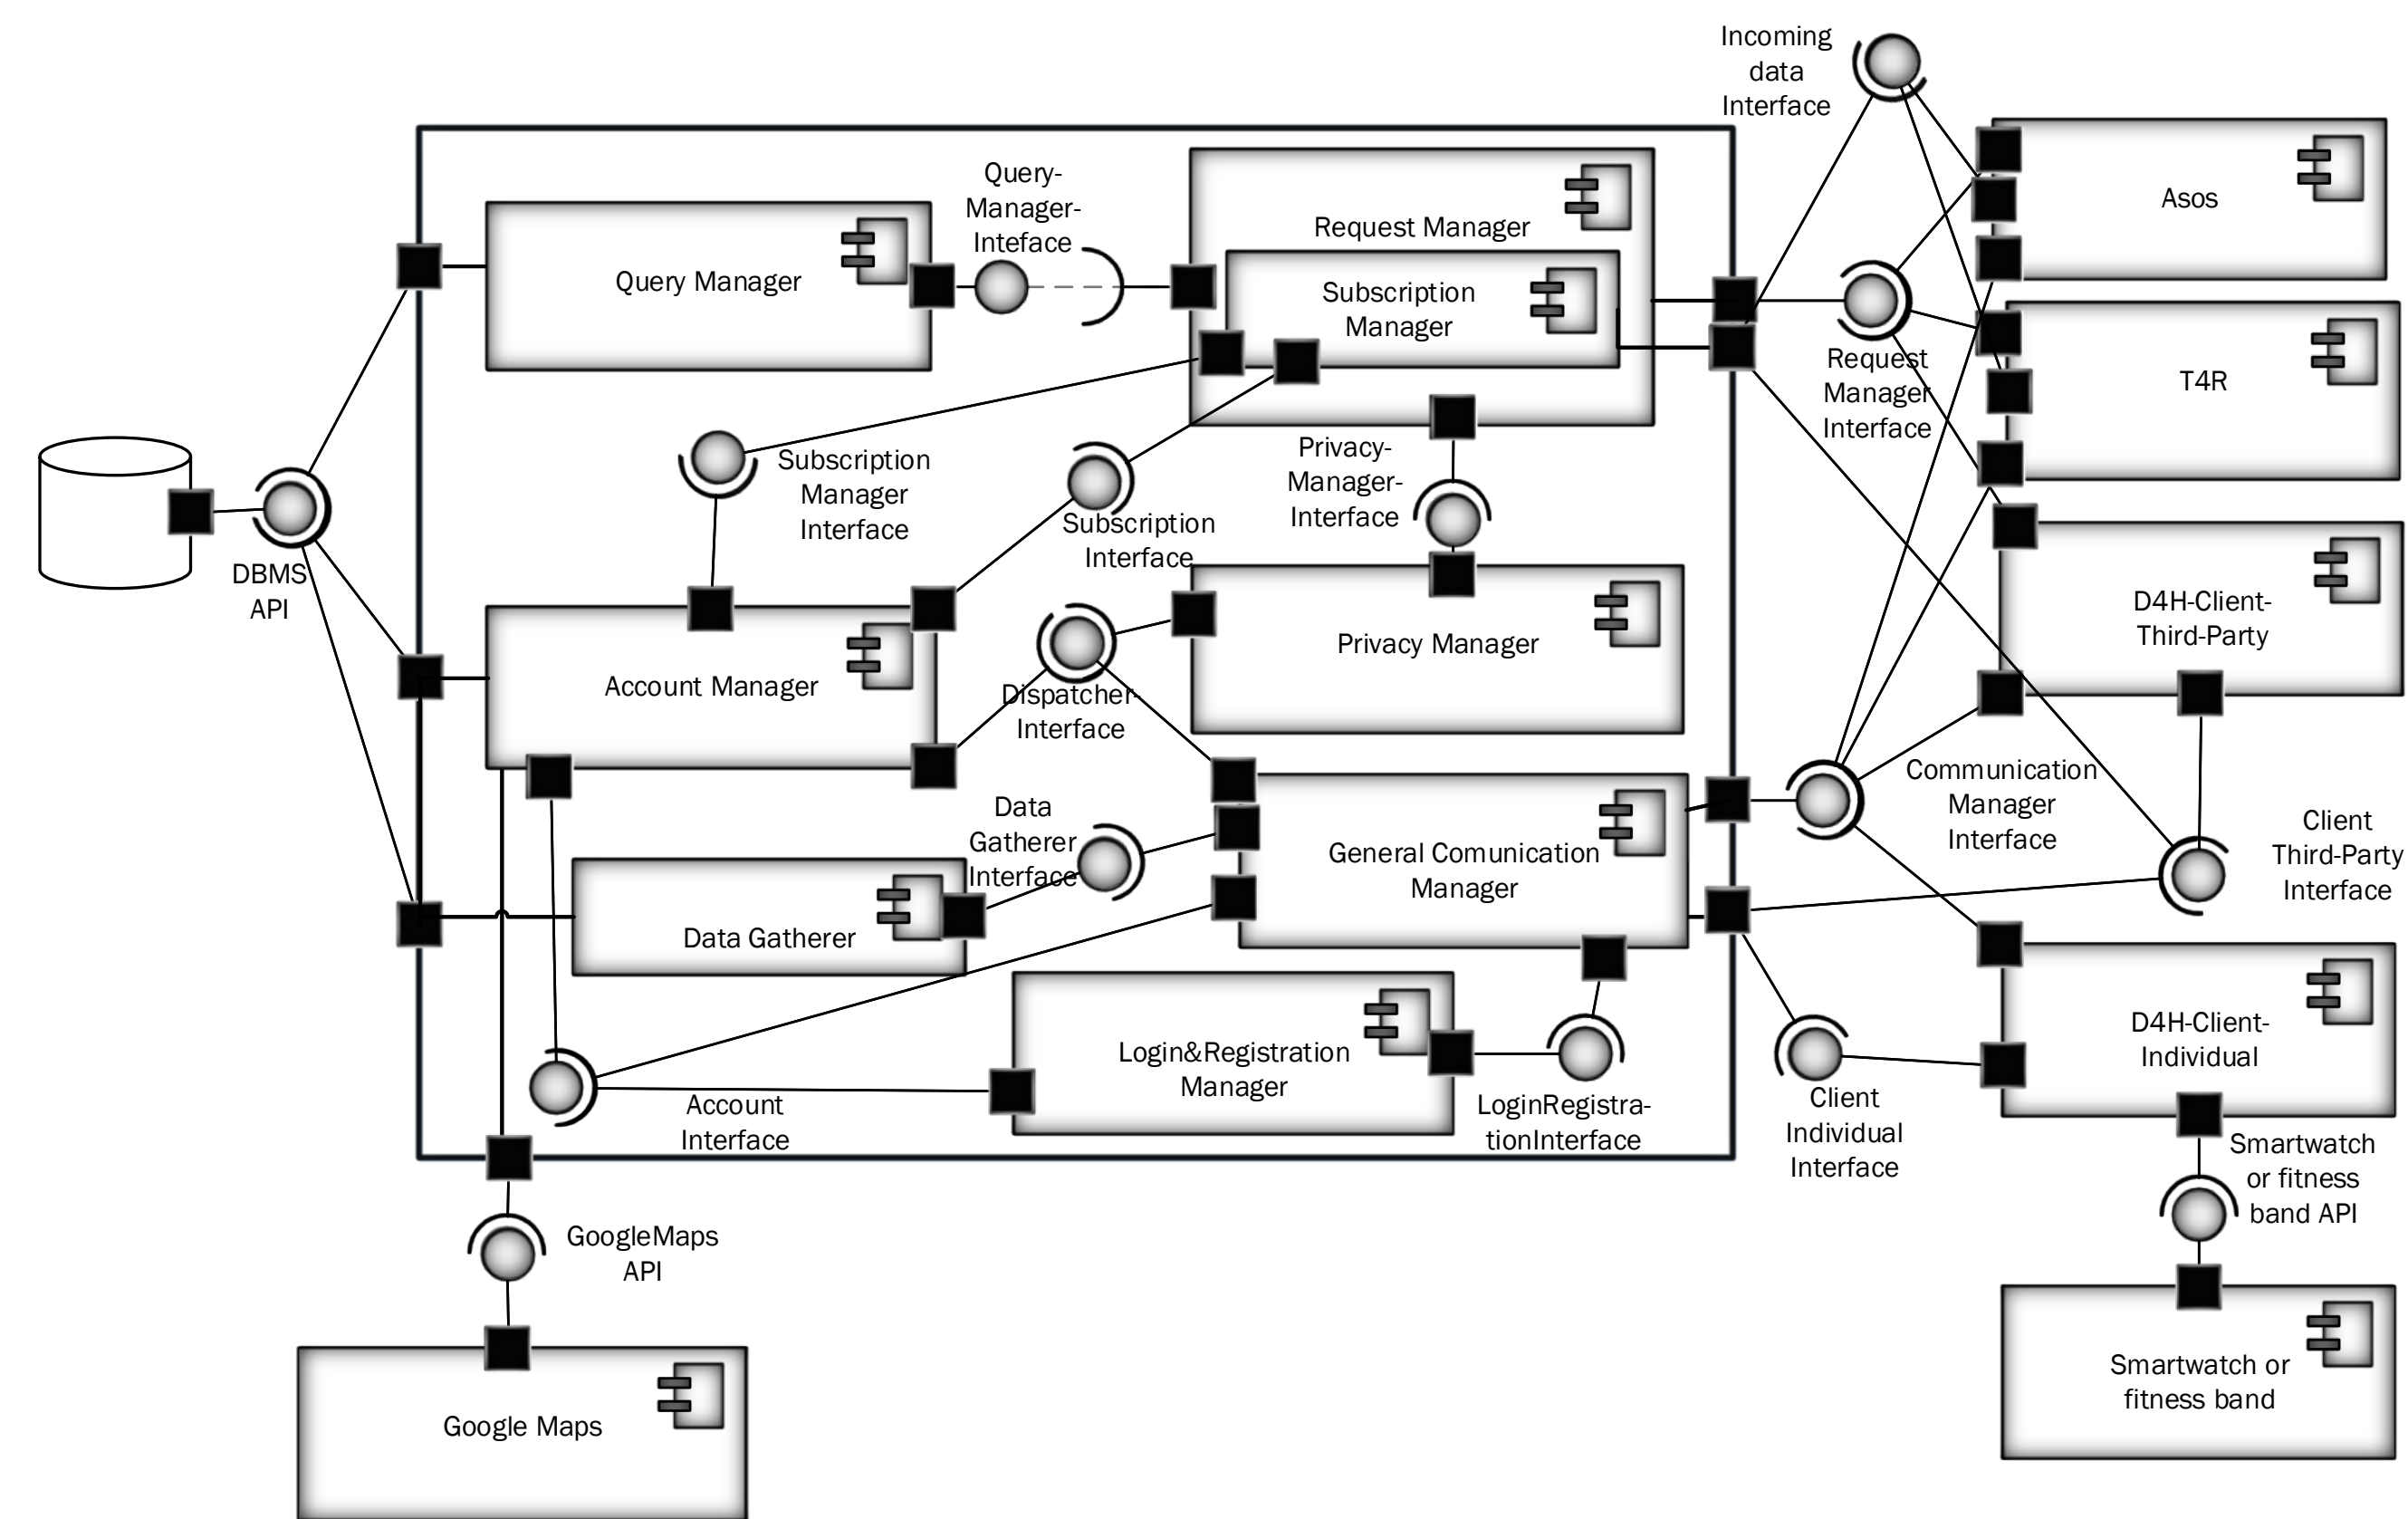 Incoming
data
Interface
Query-
Manager-
Inteface
Request Manager
Asos
Query Manager
Subscription
Manager
Request
Manager
Interface
T4R
Subscription
Manager
Interface
Privacy-
Manager-
Interface
Subscription
Interface
DBMS
API
D4H-Client-
Third-Party
Account Manager
Dispatcher-
Interface
Privacy Manager
Communication
Manager
Interface
Data
Gatherer
Interface
General Comunication
Manager
Client
Third-Party
Interface
Data Gatherer
Login&Registration
Manager
D4H-Client-
Individual
Account
Interface
LoginRegistra-
tionInterface
Client
Individual
Interface
Smartwatch
or fitness
band API
GoogleMaps
API
Google Maps
Smartwatch or
fitness band